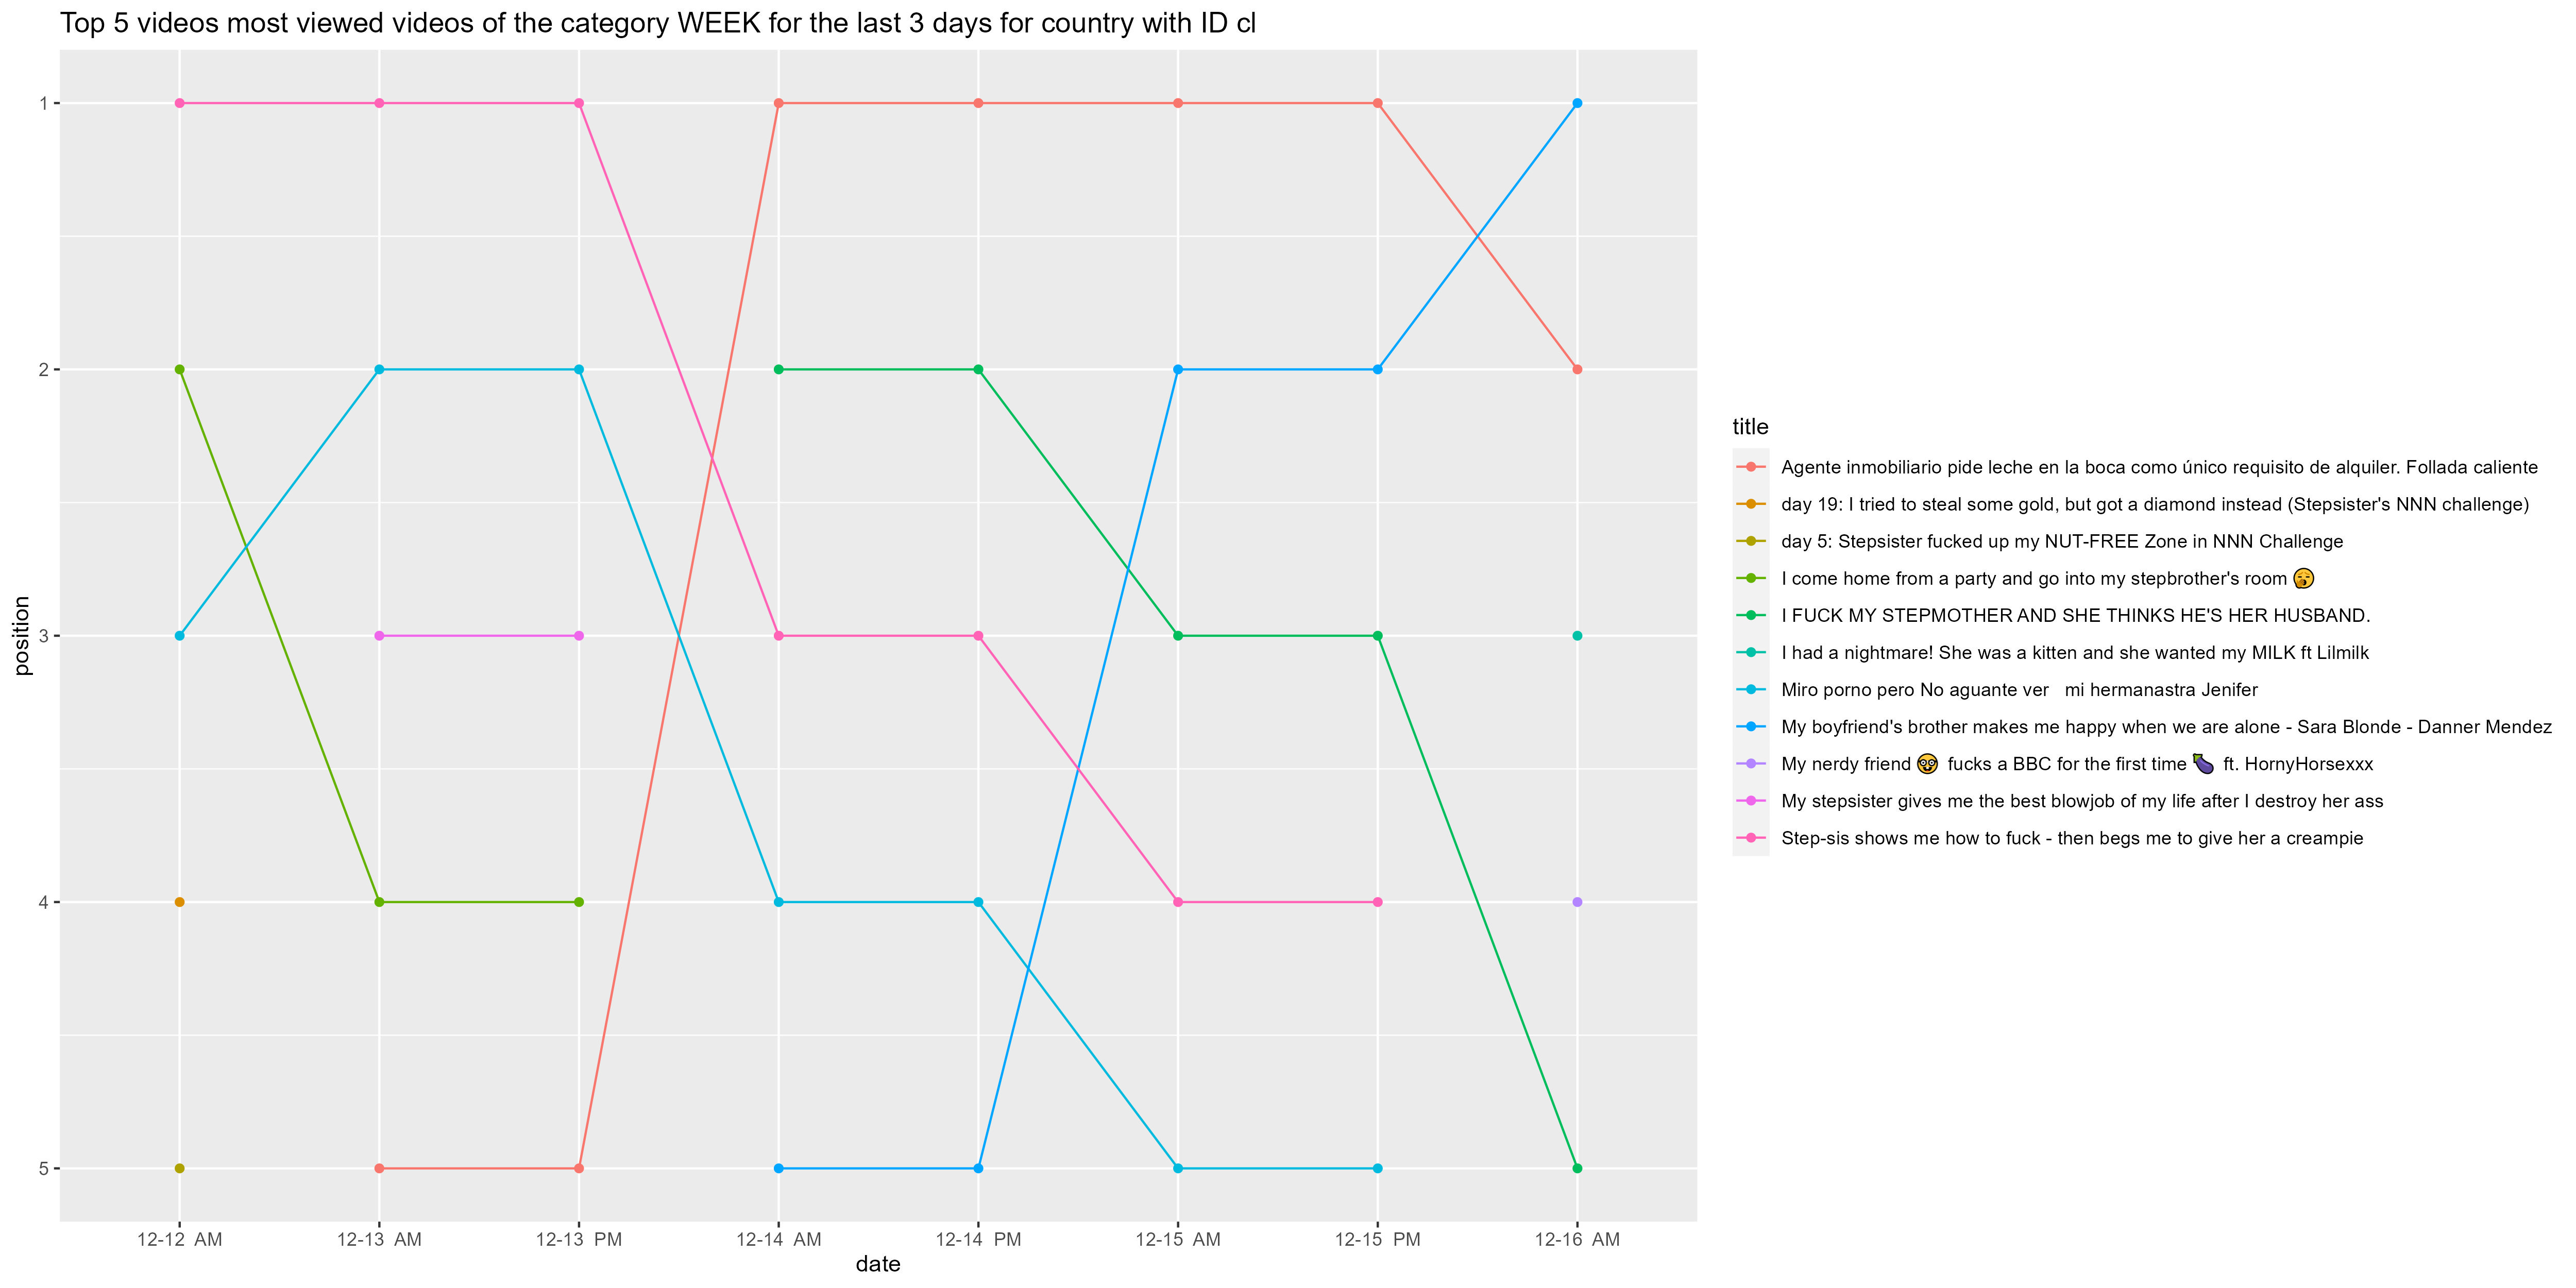 Top 5 videos most viewed videos of the category WEEK for the last 3 days for country with ID cl
position
1
2
3
4
5
12-12 AM
12-13 AM
12-13 PM
12-14 AM
12-14 PM
12-15 AM
12-15 PM
12-16 AM
date
title
Agente inmobiliario pide leche en la boca como único requisito de alquiler. Follada caliente
day 19: I tried to steal some gold, but got a diamond instead (Stepsister's NNN challenge)
day 5: Stepsister fucked up my NUT-FREE Zone in NNN Challenge
I come home from a party and go into my stepbrother's room 🥱
I FUCK MY STEPMOTHER AND SHE THINKS HE'S HER HUSBAND.
I had a nightmare! She was a kitten and she wanted my MILK ft Lilmilk
Miro porno pero No aguante ver   mi hermanastra Jenifer
My boyfriend's brother makes me happy when we are alone - Sara Blonde - Danner Mendez
My nerdy friend 🤓 fucks a BBC for the first time 🍆 ft. HornyHorsexxx
My stepsister gives me the best blowjob of my life after I destroy her ass
Step-sis shows me how to fuck - then begs me to give her a creampie